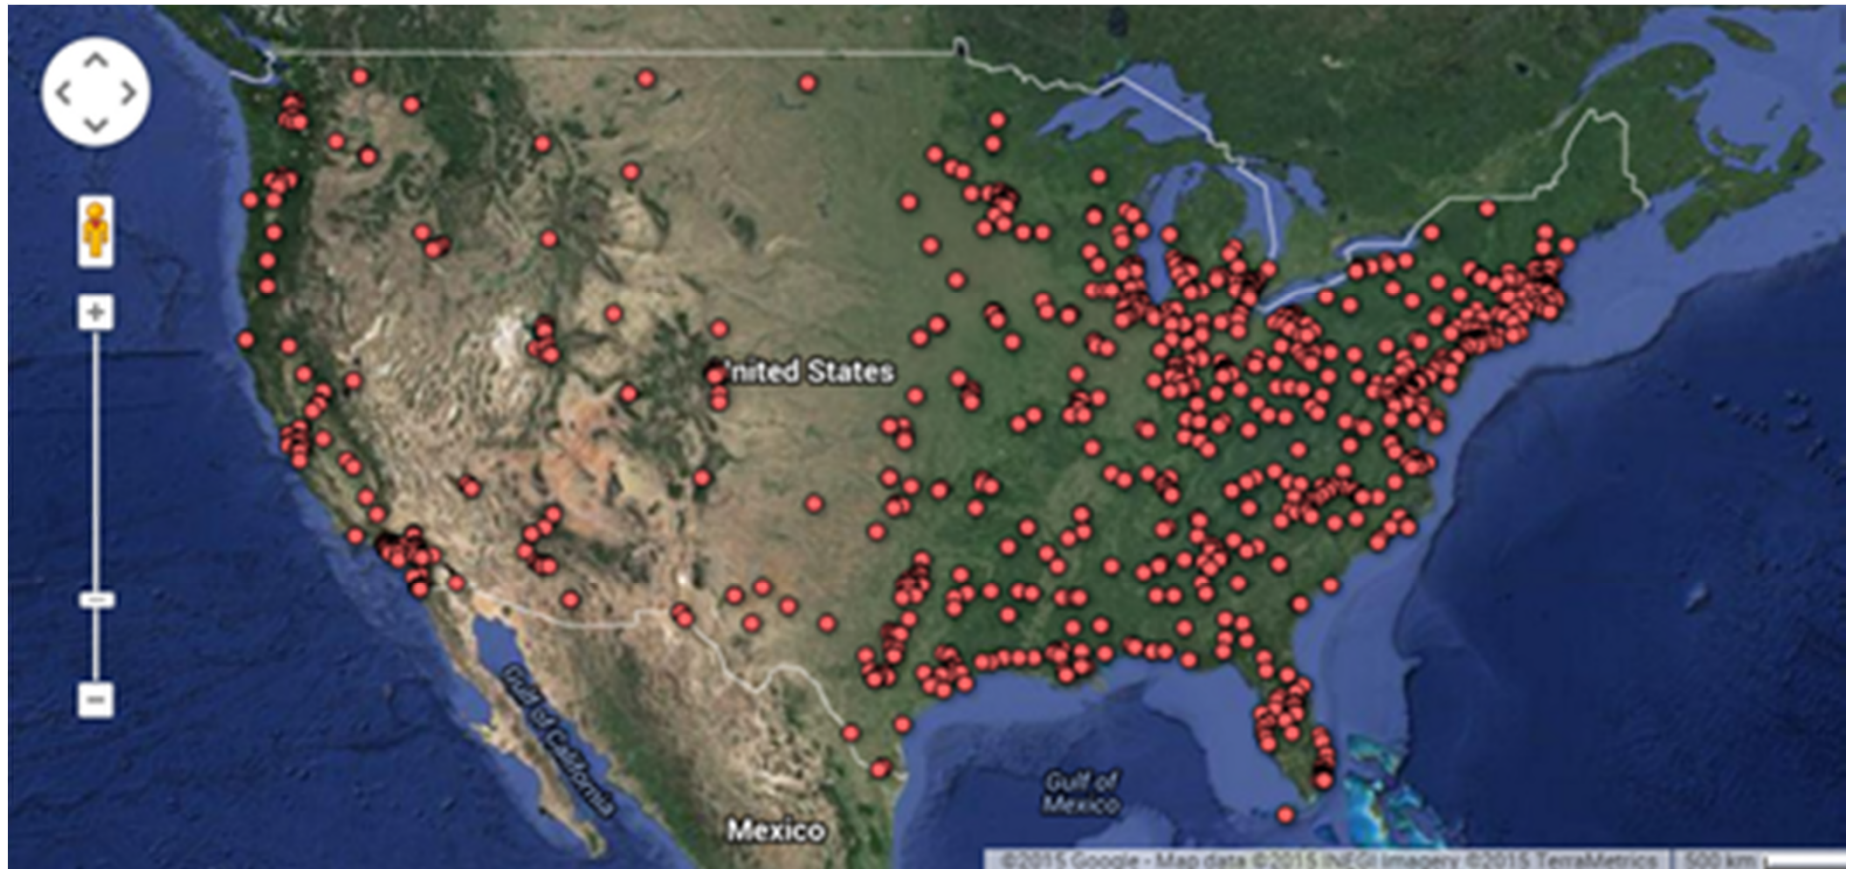 United States
Gulf of California
Gulf of
Mexico
Mexico
©2015 Google - Map data ©2015 INEGI Imagery ©2015 TerraMetrics
500 km